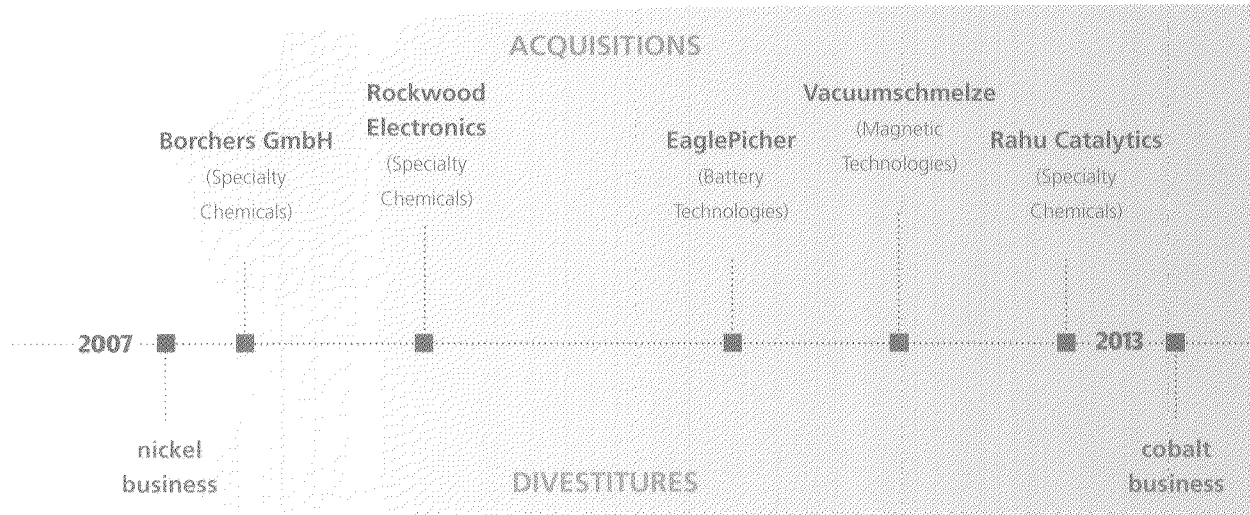 ACQUISITIONS
Borchers GmbH
(Specialty
Chemicals)
Rockwood
Electronics
(Specialty
Chemicals)
EaglePicher
(Battery
Technologies)
Vacuumschmelze
(Magnetic
Technologies)
Rahu Catalytics
(Specialty
Chemicals)
2007
2013
nickel
business
DIVESTITURES
cobalt
business